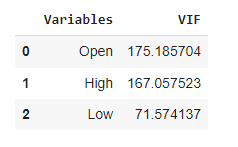 Variables VIF
0 Open 175.185704
1 High 167.057523
2 Low 71.574137